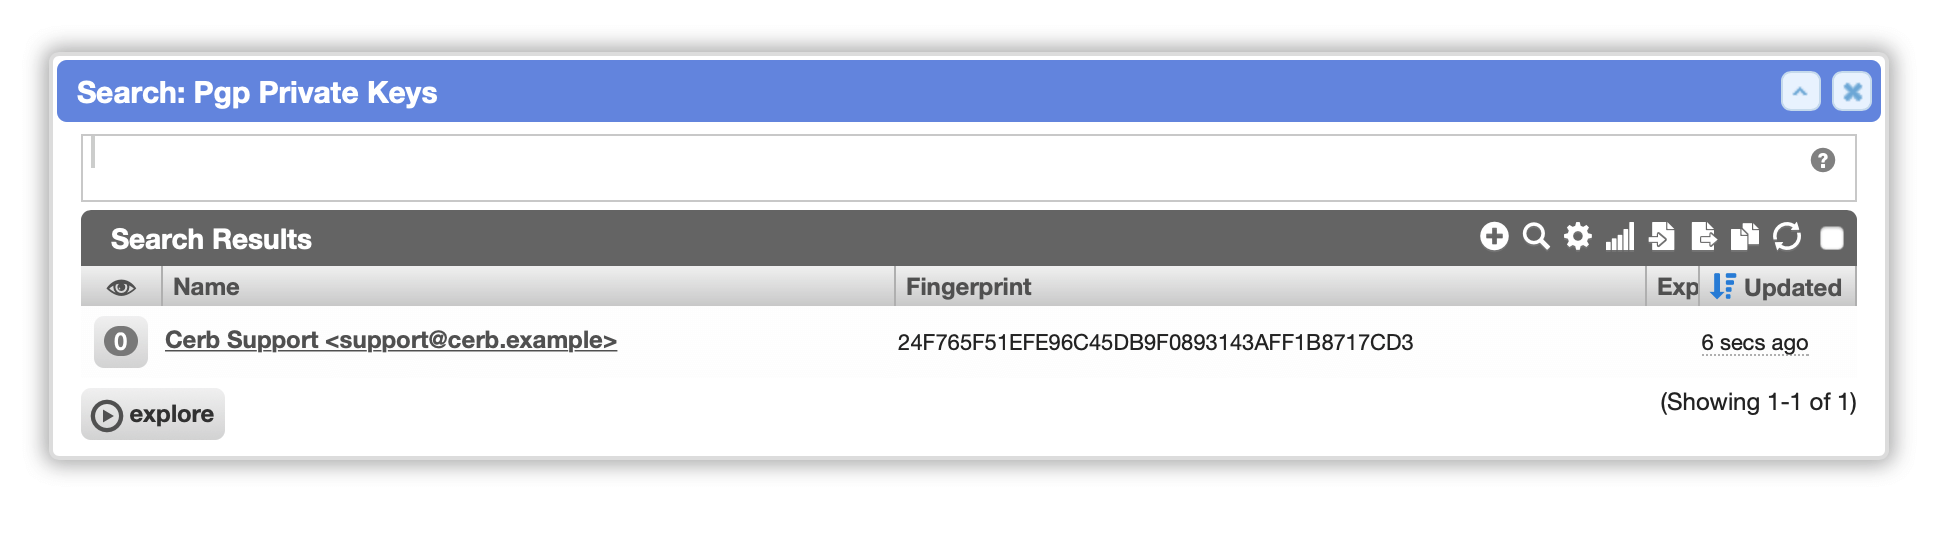 Search: Pgp Private Keys
?
Search Results
Name Fingerprint Exp Updated
0 Cerb Support <support@cerb.example> 24F765F51EFE96C45DB9F0893143AFF1B8717CD3 6 secs ago
explore (Showing 1-1 of 1)